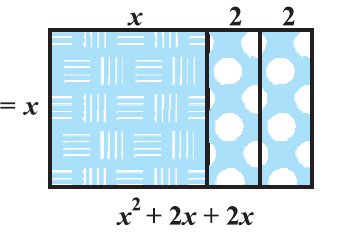 x 2 2
= x
x² + 2x + 2x